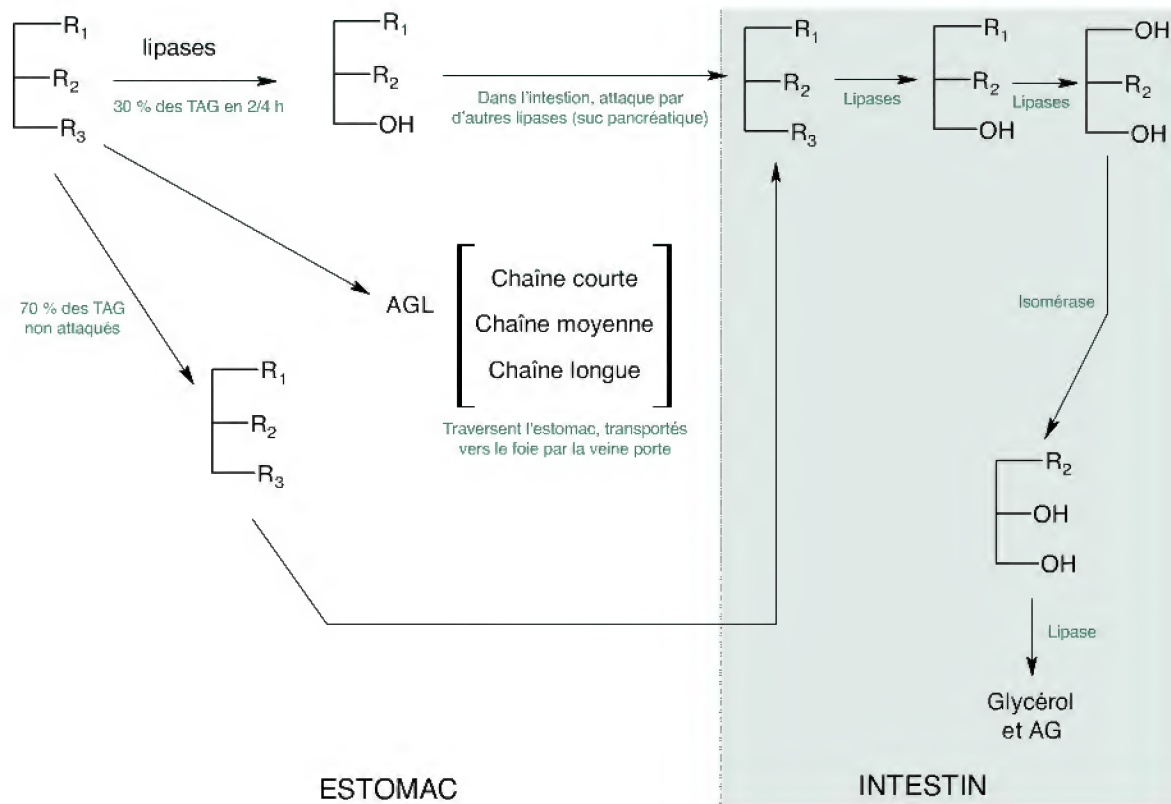 R1
R2
R3
lipases
30 % des TAG en 2/4 h
R1
R2
OH
Dans l'intestion, attaque par
d'autres lipases (suc pancréatique)
R1
R2
R3
Lipases
R1
R2
OH
Lipases
OH
R2
OH
70 % des TAG
non attaqués
AGL
Chaîne courte
Chaîne moyenne
Chaîne longue
Traversent l'estomac, transportés
vers le foie par la veine porte
Isomérase
R1
R2
R3
R2
OH
OH
Lipase
Glycérol
et AG
ESTOMAC
INTESTIN